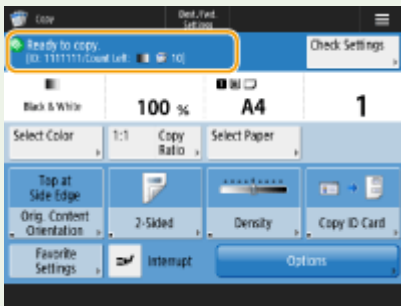 Copy
Dest./Fwd.
Settings
Ready to copy.
[ID: 1111111/Count Left: 10]
Check Settings
Black & White
100 %
A4
1
Select Color
1:1 Copy
Ratio
Select Paper
Top at
Side Edge
Orig. Content
Orientation
2-Sided
Density
Copy ID Card
Favorite
Settings
Interrupt
Options